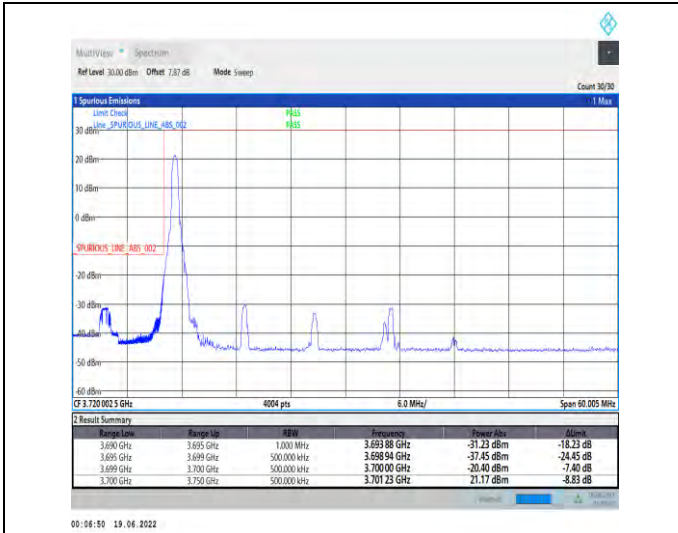 MultiView Spectrum
Ref Level 30.00 dBm Offset 7.87 dB Mode Sweep
Count 30/30
1 Spurious Emissions 1 Max
Limit Check PASS
Line _SPURIOUS_LINE_ABS_002 PASS
30 dBm
20 dBm
10 dBm
0 dBm
SPURIOUS_LINE_ABS_002
-20 dBm
-30 dBm
-40 dBm
-50 dBm
-60 dBm
CF 3.720 002 5 GHz 4004 pts 6.0 MHz/ Span 60.005 MHz
2 Result Summary
Range Low Range Up RBW Frequency Power Abs ΔLimit
3.690 GHz 3.695 GHz 1.000 MHz 3.693 88 GHz -31.23 dBm -18.23 dB
3.695 GHz 3.699 GHz 500.000 kHz 3.698 94 GHz -37.45 dBm -24.45 dB
3.699 GHz 3.700 GHz 500.000 kHz 3.700 00 GHz -20.40 dBm -7.40 dB
3.700 GHz 3.750 GHz 500.000 kHz 3.701 23 GHz 21.17 dBm -8.83 dB
00:06:50 19.06.2022